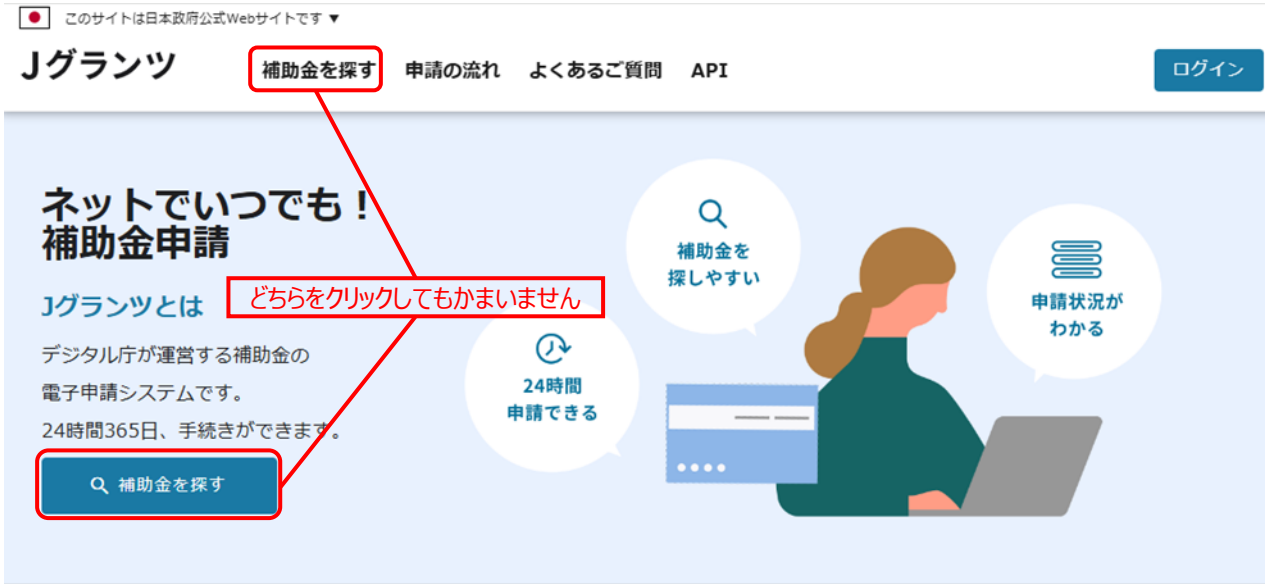 このサイトは日本政府公式Webサイトです ▼
Jグランツ
補助金を探す 申請の流れ よくあるご質問 API
ログイン
ネットでいつでも！
補助金申請
Jグランツとは
どちらをクリックしてもかまいません
デジタル庁が運営する補助金の
電子申請システムです。
24時間365日、手続きができます。
補助金を探す
補助金を
探しやすい
24時間
申請できる
申請状況が
わかる